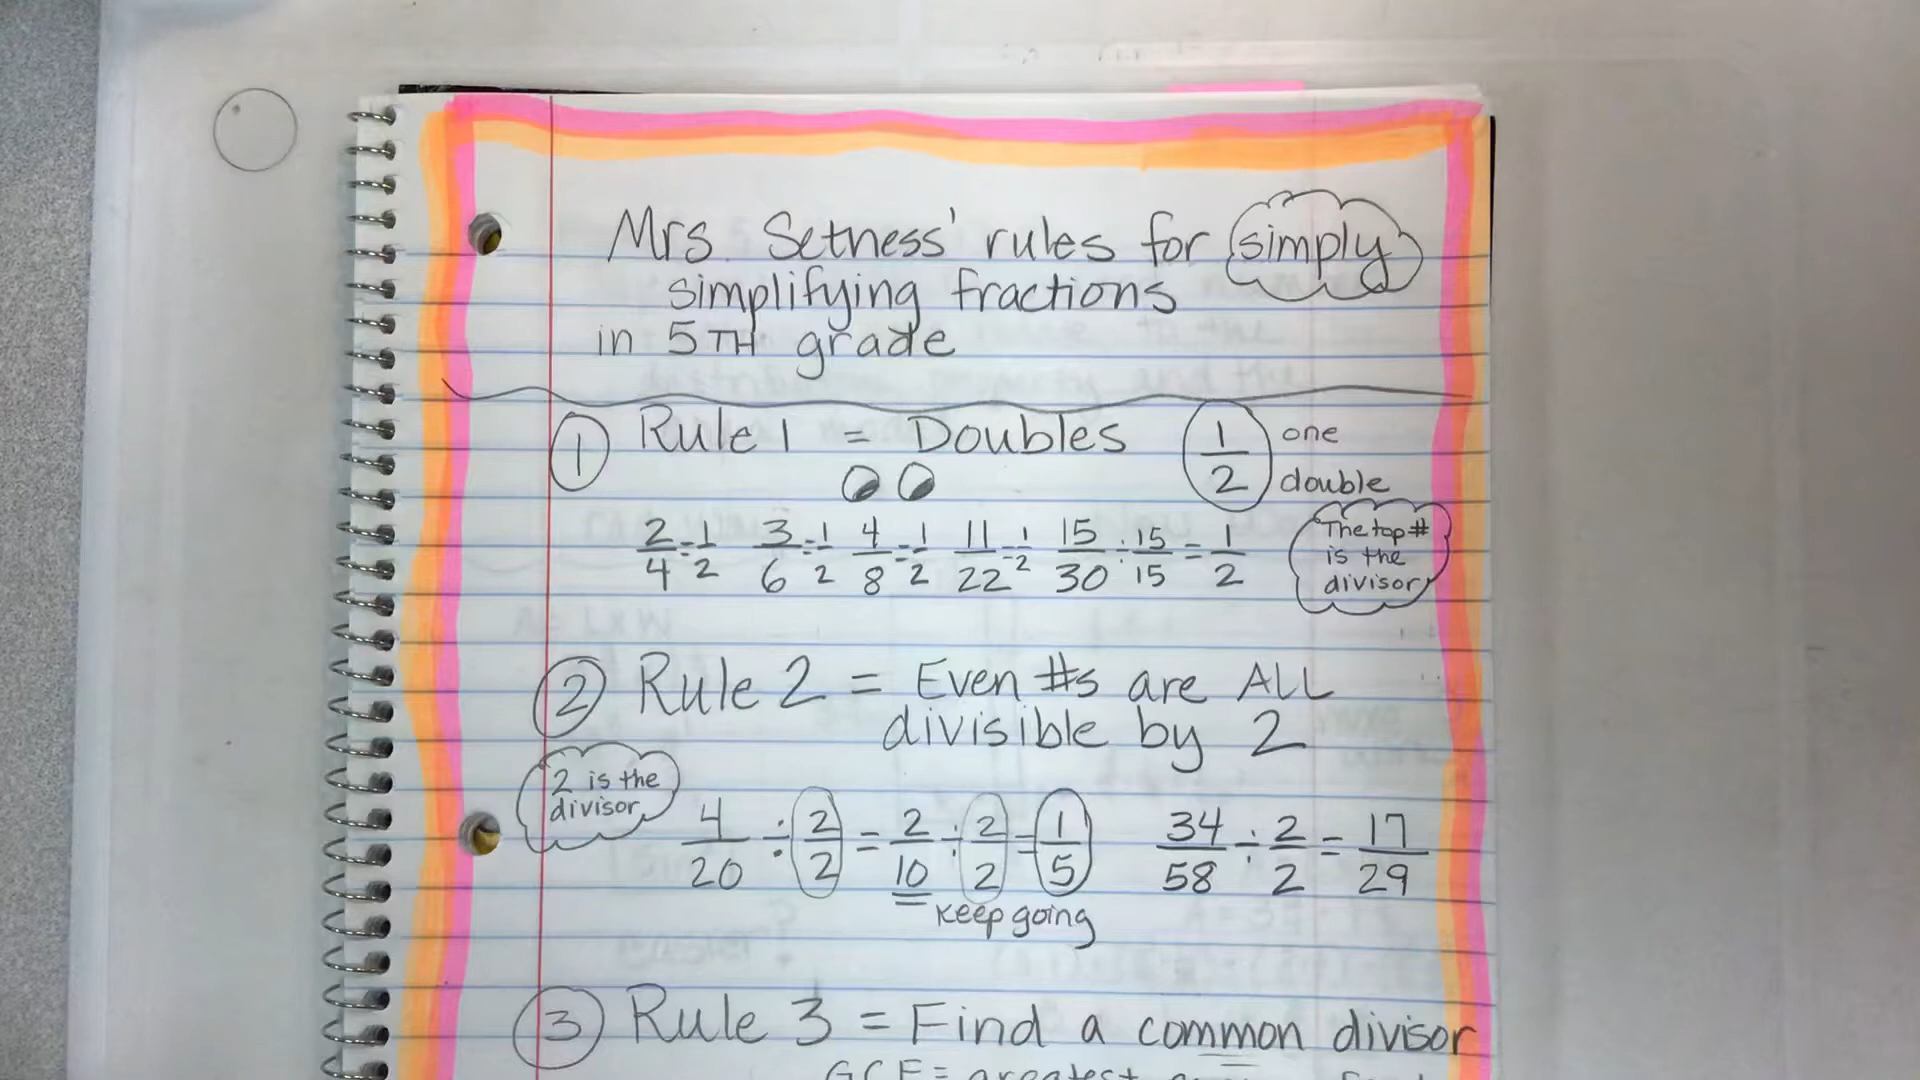 Mrs. Setness' rules for simply
simplifying fractions
in 5TH grade
1 Rule 1 = Doubles 1/2 one double
2/4 = 1/2 3/6 = 1/2 4/8 = 1/2 11/22 = 1/2 15/30 ÷ 15/15 = 1/2
The top #
is the
divisor
2 Rule 2 = Even #s are ALL
divisible by 2
2 is the
divisor
4/20 ÷ 2/2 = 2/10 ÷ 2/2 = 1/5 34/58 ÷ 2/2 = 17/29
keep going
3 Rule 3 = Find a common divisor
GCF = greatest